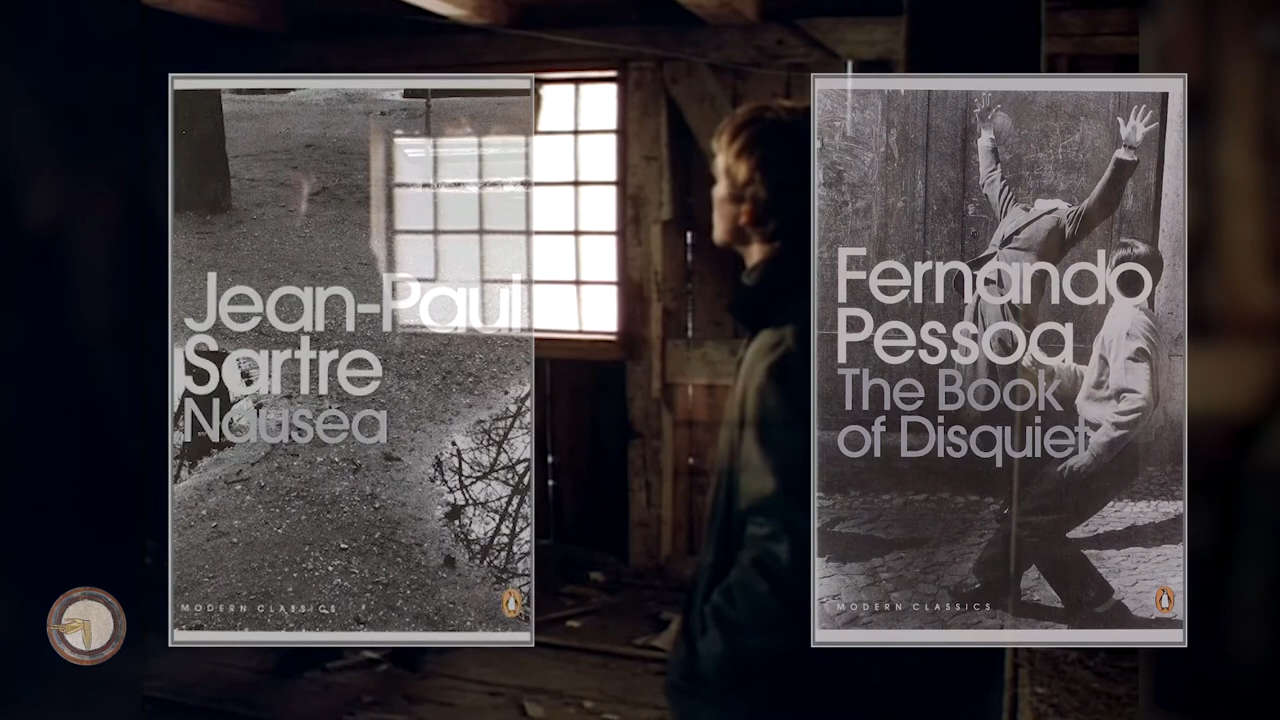 Jean-Paul
Sartre
Nausea
MODERN CLASSICS
Fernando
Pessoa
The Book
of Disquiet
MODERN CLASSICS